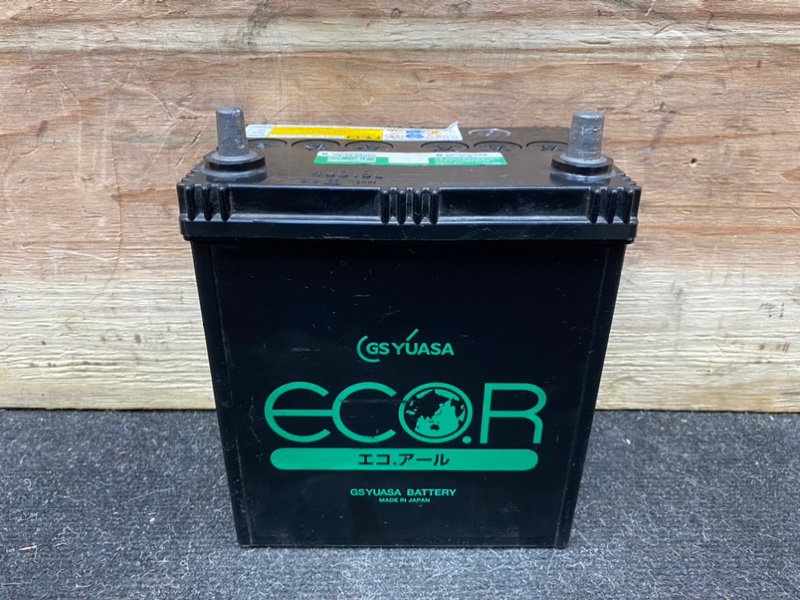 GS YUASA
ECO.R
エコ.アール
GS YUASA BATTERY
MADE IN JAPAN